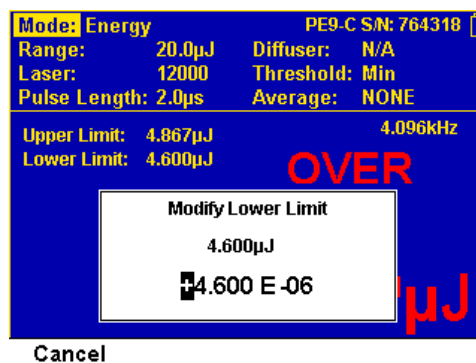 Mode: Energy PE9-C S/N: 764318
Range: 20.0µJ Diffuser: N/A
Laser: 12000 Threshold: Min
Pulse Length: 2.0µs Average: NONE
Upper Limit: 4.867µJ 4.096kHz
Lower Limit: 4.600µJ
OVER
Modify Lower Limit
4.600µJ
+4.600 E -06
µJ
Cancel